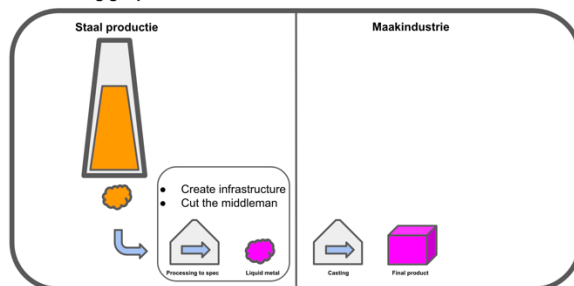 Staal productie
Maakindustrie
● Create infrastructure
● Cut the middleman
Processing to spec
Liquid metal
Casting
Final product